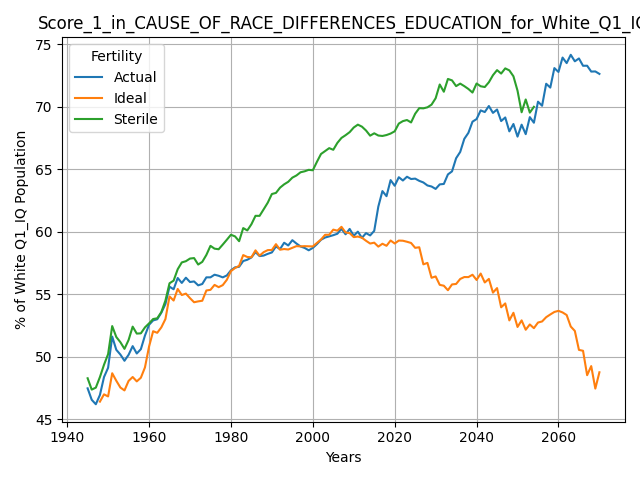 Score_1_in_CAUSE_OF_RACE_DIFFERENCES_EDUCATION_for_White_Q1_IQ
75
70
65
60
55
50
45
Fertility
Actual
Ideal
Sterile
% of White Q1_IQ Population
1940 1960 1980 2000 2020 2040 2060
Years